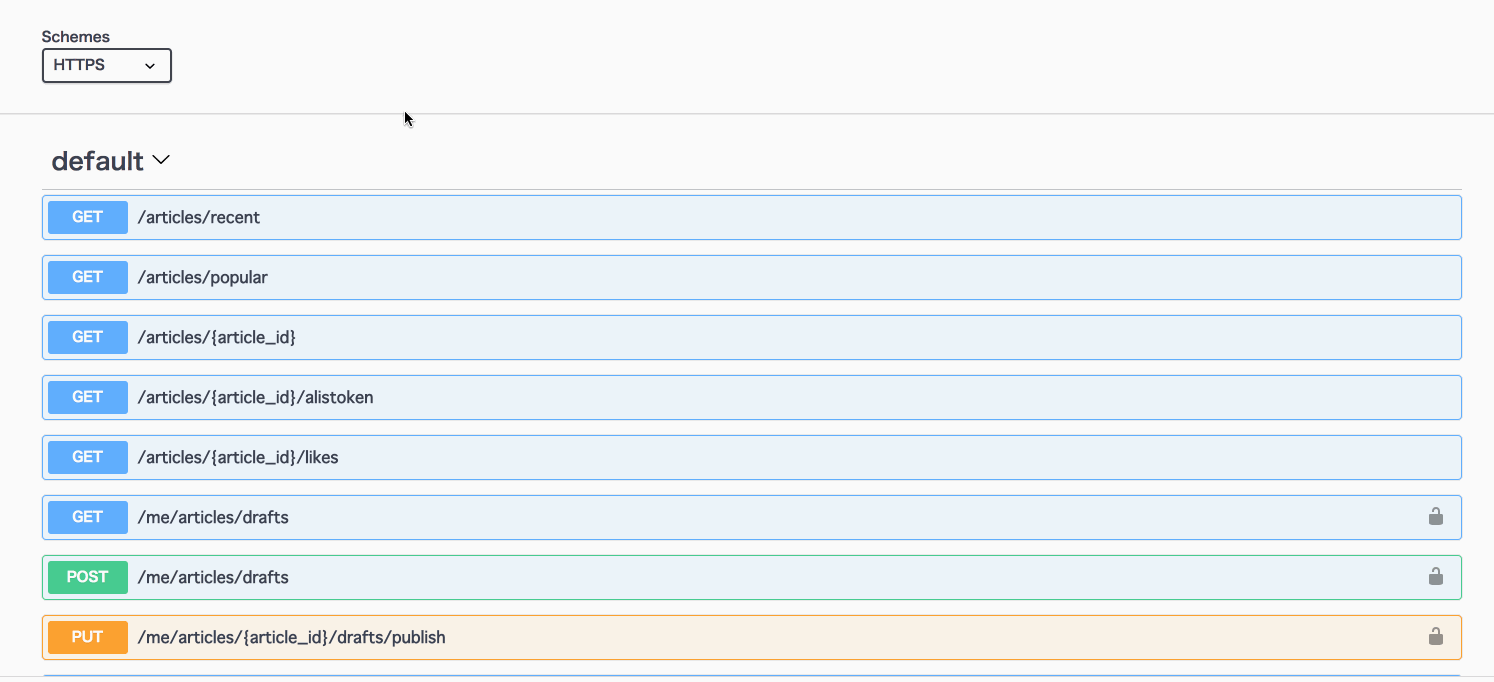 Schemes
HTTPS
default
GET /articles/recent
GET /articles/popular
GET /articles/{article_id}
GET /articles/{article_id}/alistoken
GET /articles/{article_id}/likes
GET /me/articles/drafts
POST /me/articles/drafts
PUT /me/articles/{article_id}/drafts/publish